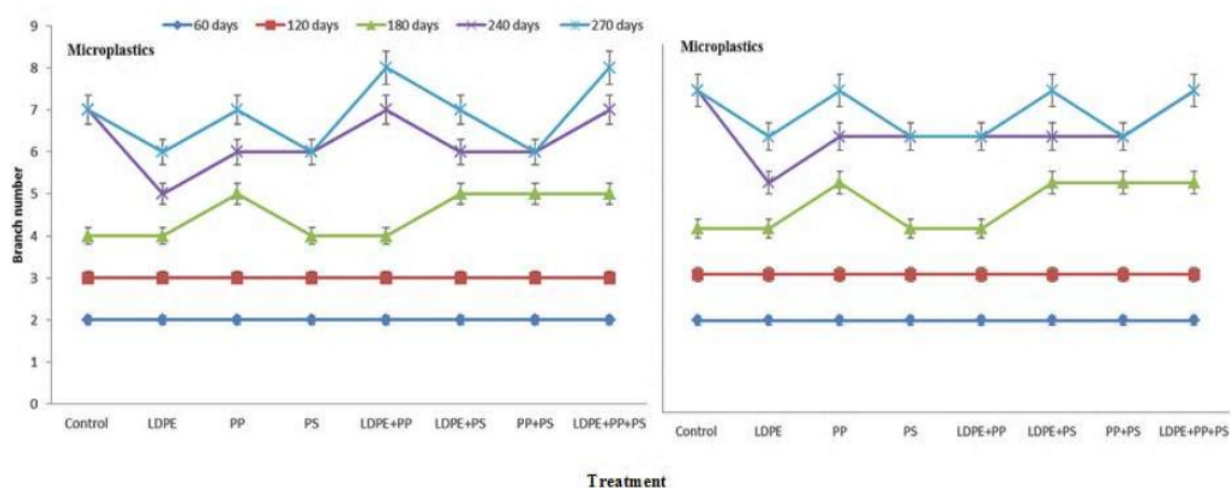 9
60 days 120 days 180 days 240 days 270 days
Microplastics
8
7
6
5
4
3
2
1
0
Branch number
Control LDPE PP PS LDPE+PP LDPE+PS PP+PS LDPE+PP+PS
Microplastics
Control LDPE PP PS LDPE+PP LDPE+PS PP+PS LDPE+PP+PS
Treatment